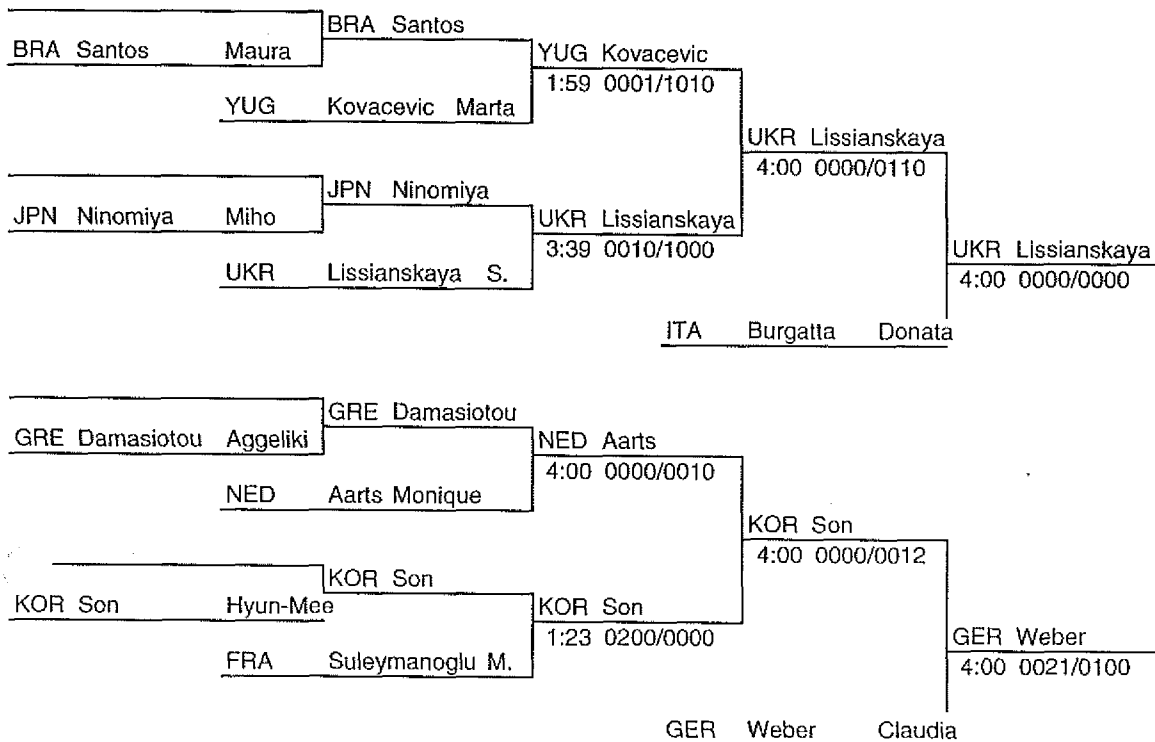 BRA Santos
BRA Santos Maura
YUG Kovacevic
1:59 0001/1010
YUG Kovacevic Marta
UKR Lissianskaya
4:00 0000/0110
JPN Ninomiya
JPN Ninomiya Miho
UKR Lissianskaya
3:39 0010/1000
UKR Lissianskaya
4:00 0000/0000
UKR Lissianskaya S.
ITA Burgatta Donata
GRE Damasiotou
GRE Damasiotou Aggeliki
NED Aarts
4:00 0000/0010
NED Aarts Monique
KOR Son
4:00 0000/0012
KOR Son
KOR Son Hyun-Mee
KOR Son
1:23 0200/0000
GER Weber
4:00 0021/0100
FRA Suleymanoglu M.
GER Weber Claudia